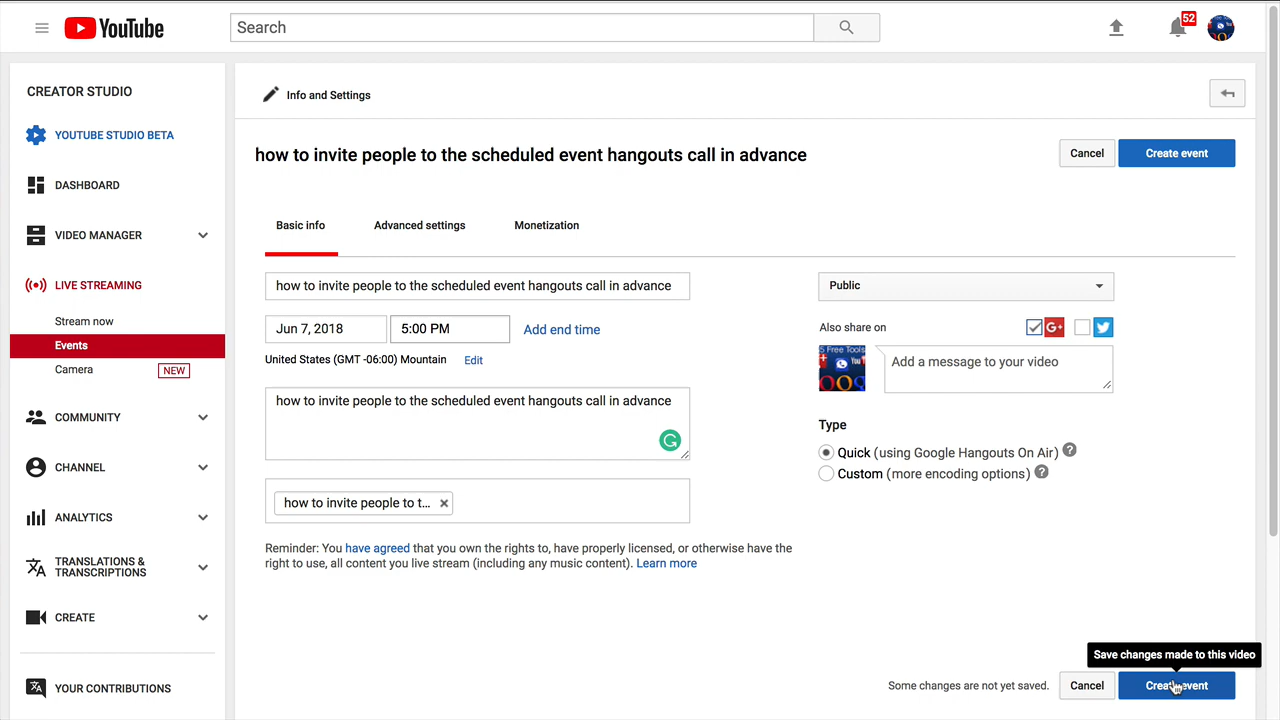 YouTube
Search
52
CREATOR STUDIO
YOUTUBE STUDIO BETA
DASHBOARD
VIDEO MANAGER
LIVE STREAMING
Stream now
Events
Camera NEW
COMMUNITY
CHANNEL
ANALYTICS
TRANSLATIONS &
TRANSCRIPTIONS
CREATE
YOUR CONTRIBUTIONS
Info and Settings
how to invite people to the scheduled event hangouts call in advance
Cancel Create event
Basic info Advanced settings Monetization
how to invite people to the scheduled event hangouts call in advance
Jun 7, 2018 5:00 PM Add end time
United States (GMT -06:00) Mountain Edit
how to invite people to the scheduled event hangouts call in advance
how to invite people to t...
Reminder: You have agreed that you own the rights to, have properly licensed, or otherwise have the
right to use, all content you live stream (including any music content). Learn more
Public
Also share on G+
5 Free Tools
Add a message to your video
Type
Quick (using Google Hangouts On Air) ?
Custom (more encoding options) ?
Save changes made to this video
Some changes are not yet saved. Cancel Create event